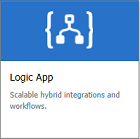 Logic App
Scalable hybrid integrations and
workflows.